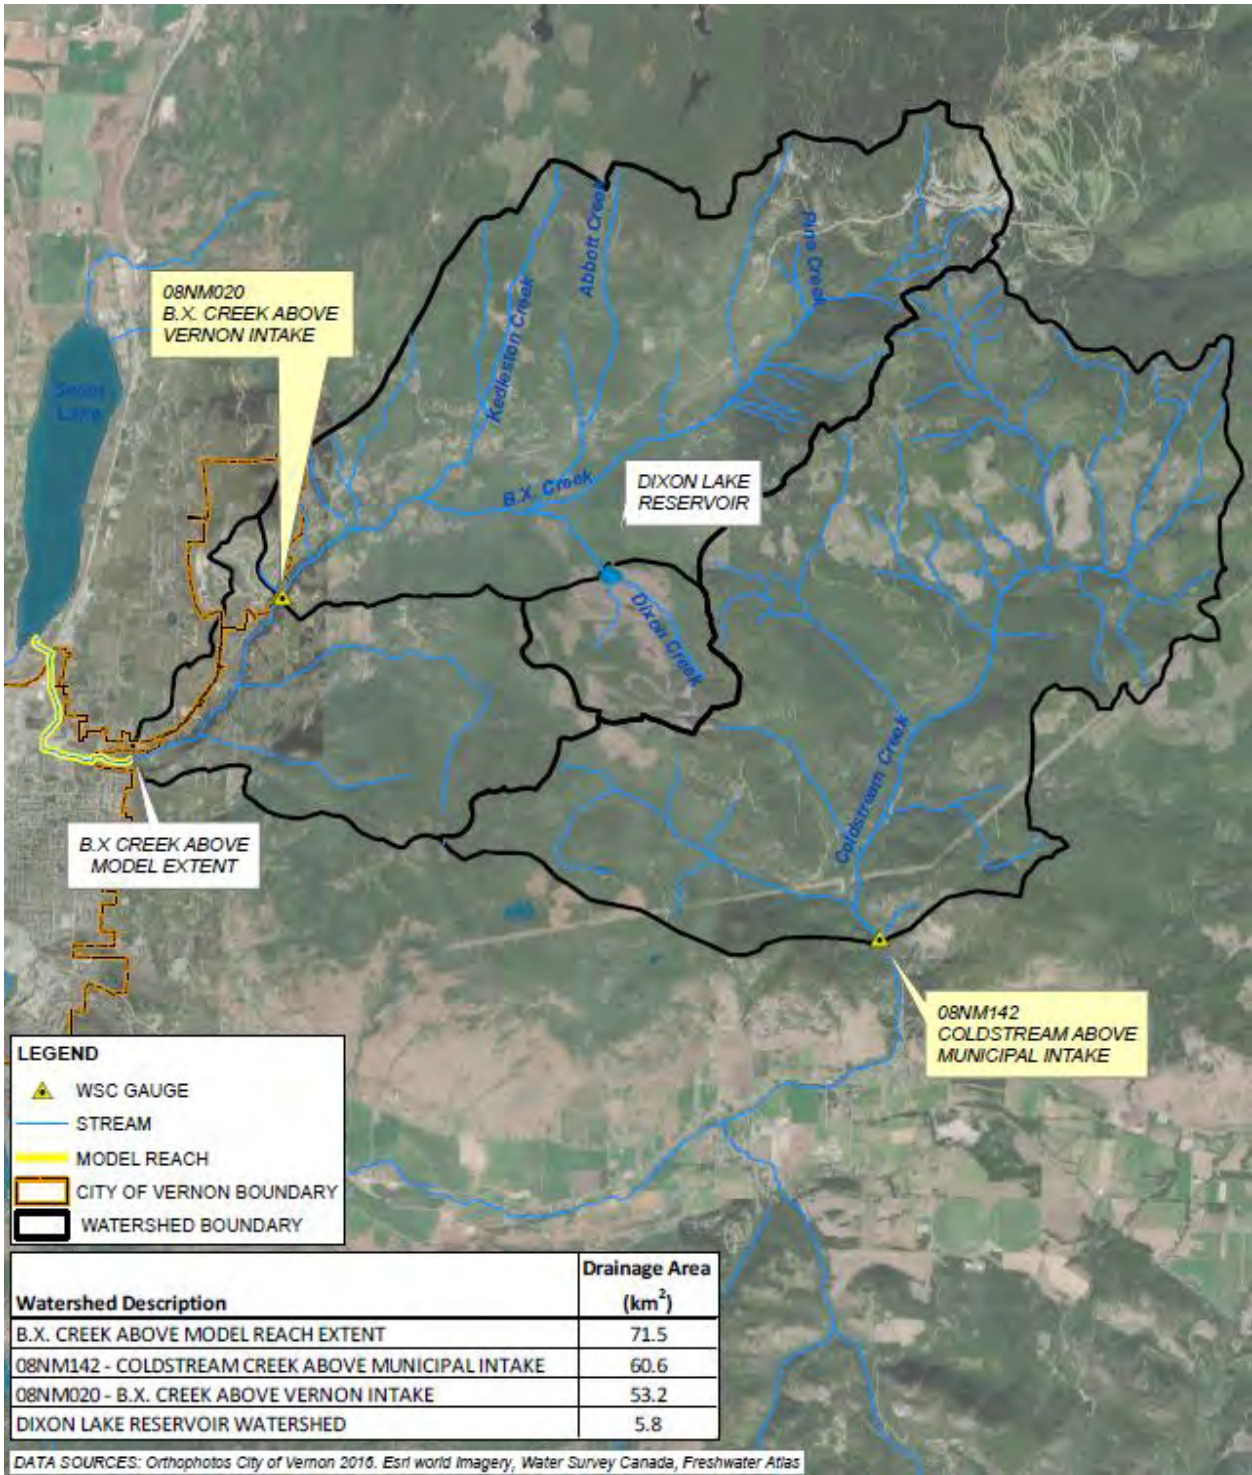 Abbott Creek
Pine Creek
08NM020
B.X. CREEK ABOVE
VERNON INTAKE
Kedleston Creek
Swan
Lake
B.X. Creek
DIXON LAKE
RESERVOIR
Dixon Creek
Coldstream Creek
B.X CREEK ABOVE
MODEL EXTENT
08NM142
COLDSTREAM ABOVE
MUNICIPAL INTAKE
LEGEND
WSC GAUGE
STREAM
MODEL REACH
CITY OF VERNON BOUNDARY
WATERSHED BOUNDARY
Watershed Description Drainage Area (km²)
B.X. CREEK ABOVE MODEL REACH EXTENT 71.5
08NM142 - COLDSTREAM CREEK ABOVE MUNICIPAL INTAKE 60.6
08NM020 - B.X. CREEK ABOVE VERNON INTAKE 53.2
DIXON LAKE RESERVOIR WATERSHED 5.8
DATA SOURCES: Orthophotos City of Vernon 2016. Esri world Imagery, Water Survey Canada, Freshwater Atlas